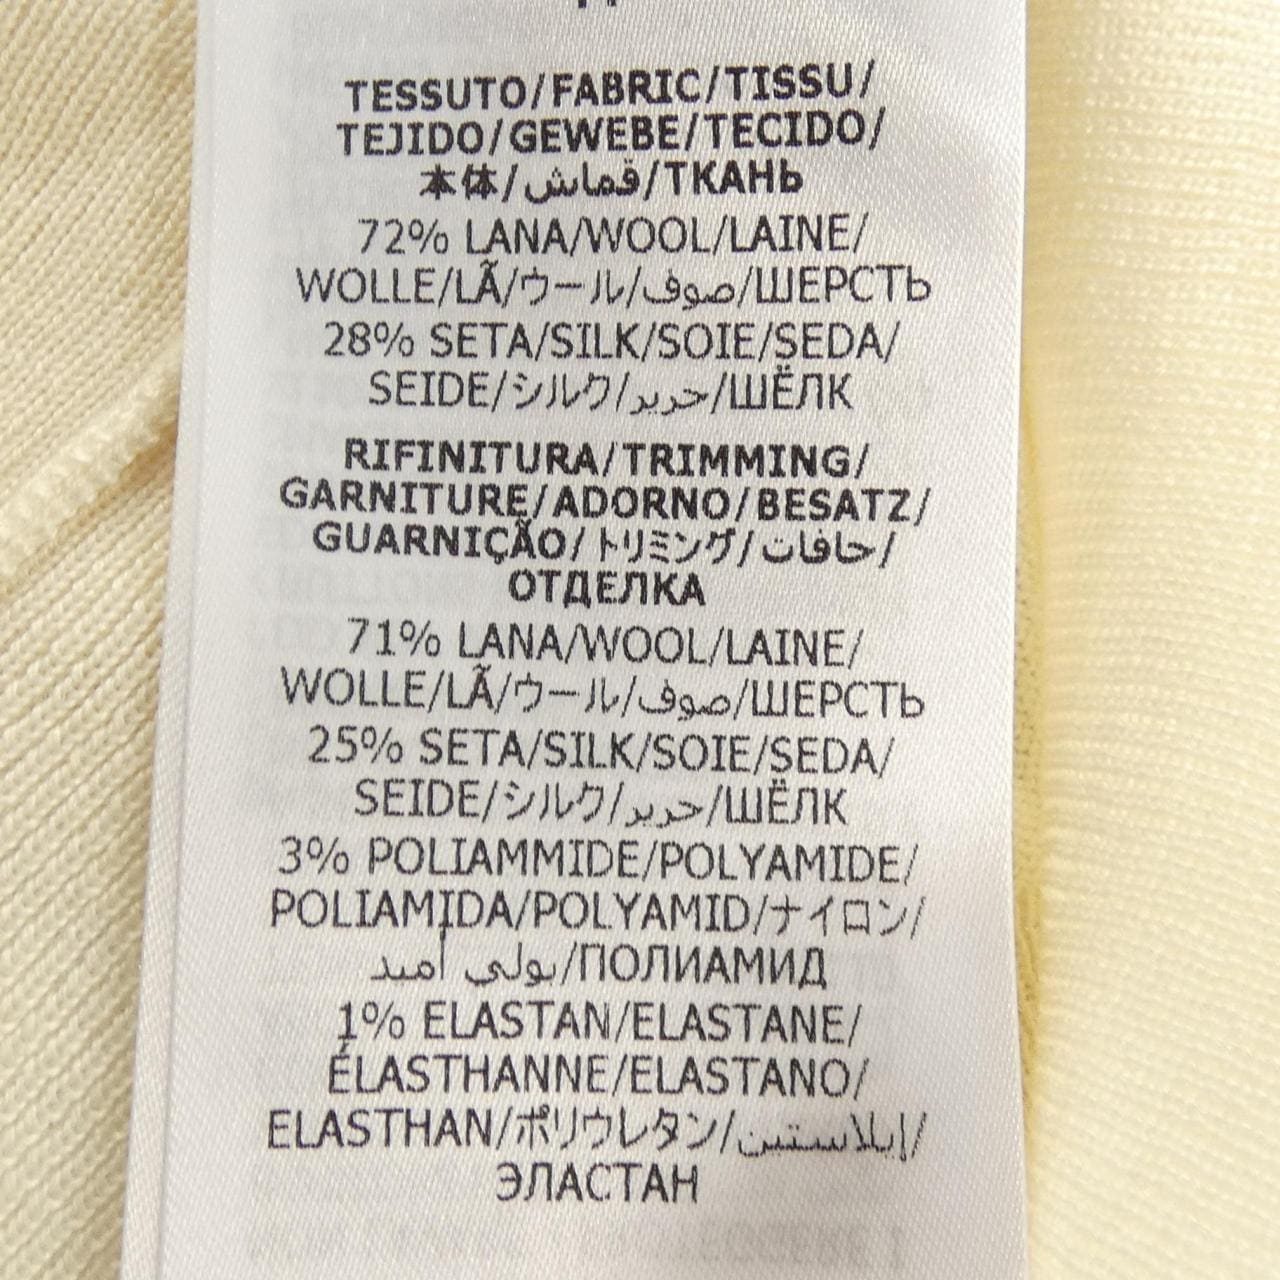 TESSUTO/FABRIC/TISSU/
TEJIDO/GEWEBE/TECIDO/
本体/قماش/ТКАНЬ
72% LANA/WOOL/LAINE/
WOLLE/LÃ/ウール/صوف/ШЕРСТЬ
28% SETA/SILK/SOIE/SEDA/
SEIDE/シルク/حرير/ШЁЛК
RIFINITURA/TRIMMING/
GARNITURE/ADORNO/BESATZ/
GUARNIÇÃO/トリミング/حافات/
ОТДЕЛКА
71% LANA/WOOL/LAINE/
WOLLE/LÃ/ウール/صوف/ШЕРСТЬ
25% SETA/SILK/SOIE/SEDA/
SEIDE/シルク/حرير/ШЁЛК
3% POLIAMMIDE/POLYAMIDE/
POLIAMIDA/POLYAMID/ナイロン/
بولي أميد/ПОЛИАМИД
1% ELASTAN/ELASTANE/
ÉLASTHANNE/ELASTANO/
ELASTHAN/ポリウレタン/إيلاستين/
ЭЛАСТАН